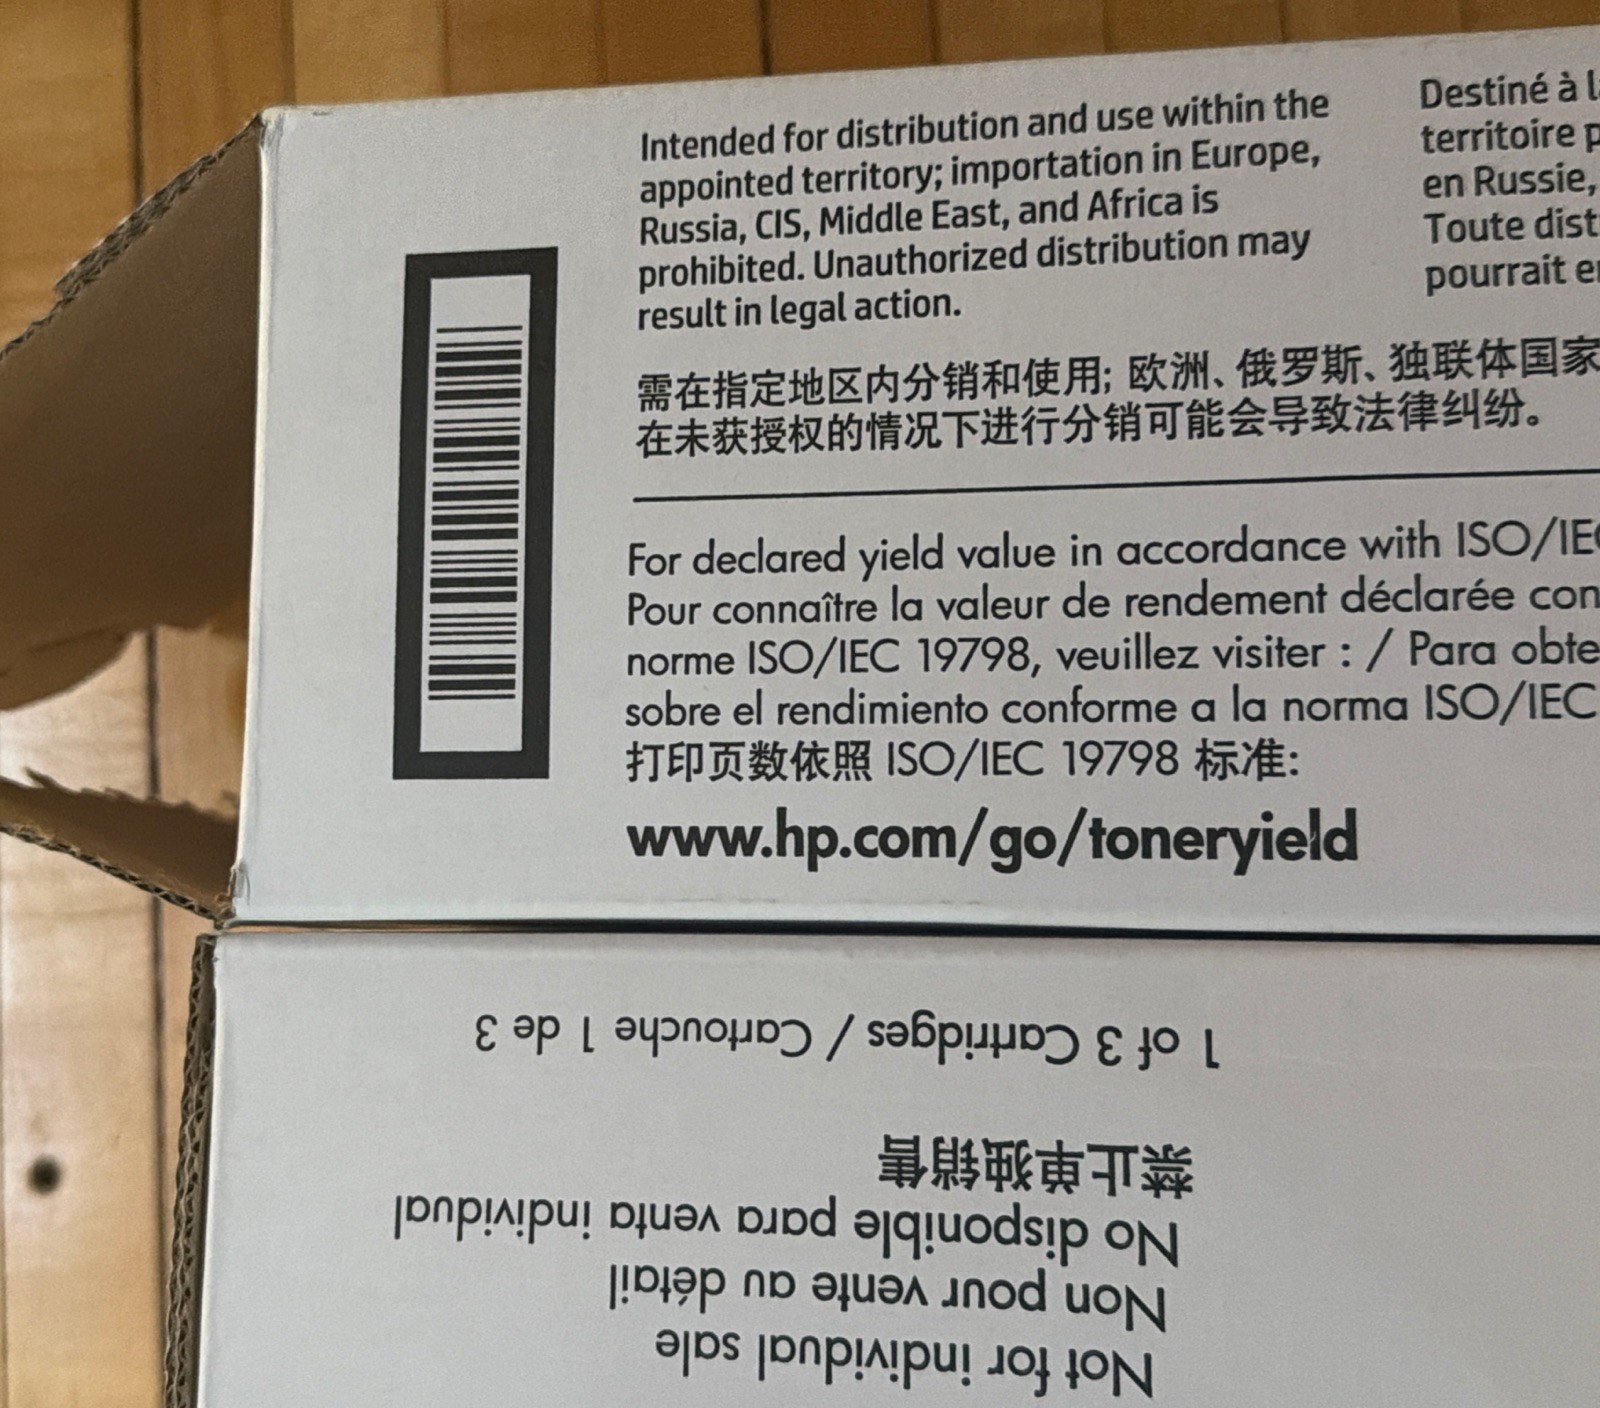 Intended for distribution and use within the
appointed territory; importation in Europe,
Russia, CIS, Middle East, and Africa is
prohibited. Unauthorized distribution may
result in legal action.
Destiné à
territoire
en Russie,
Toute
pourrait
需在指定地区内分销和使用; 欧洲、俄罗斯、独联体国家
在未获授权的情况下进行分销可能会导致法律纠纷。
For declared yield value in accordance with ISO/IEC
Pour connaître la valeur de rendement déclarée
norme ISO/IEC 19798, veuillez visiter : / Para
sobre el rendimiento conforme a la norma ISO/IEC
打印页数依照 ISO/IEC 19798 标准:
www.hp.com/go/toneryield
Not for individual sale
Non pour vente au détail
No disponible para venta individual
禁止单独销售
1 of 3 Cartridges / Cartouche 1 de 3